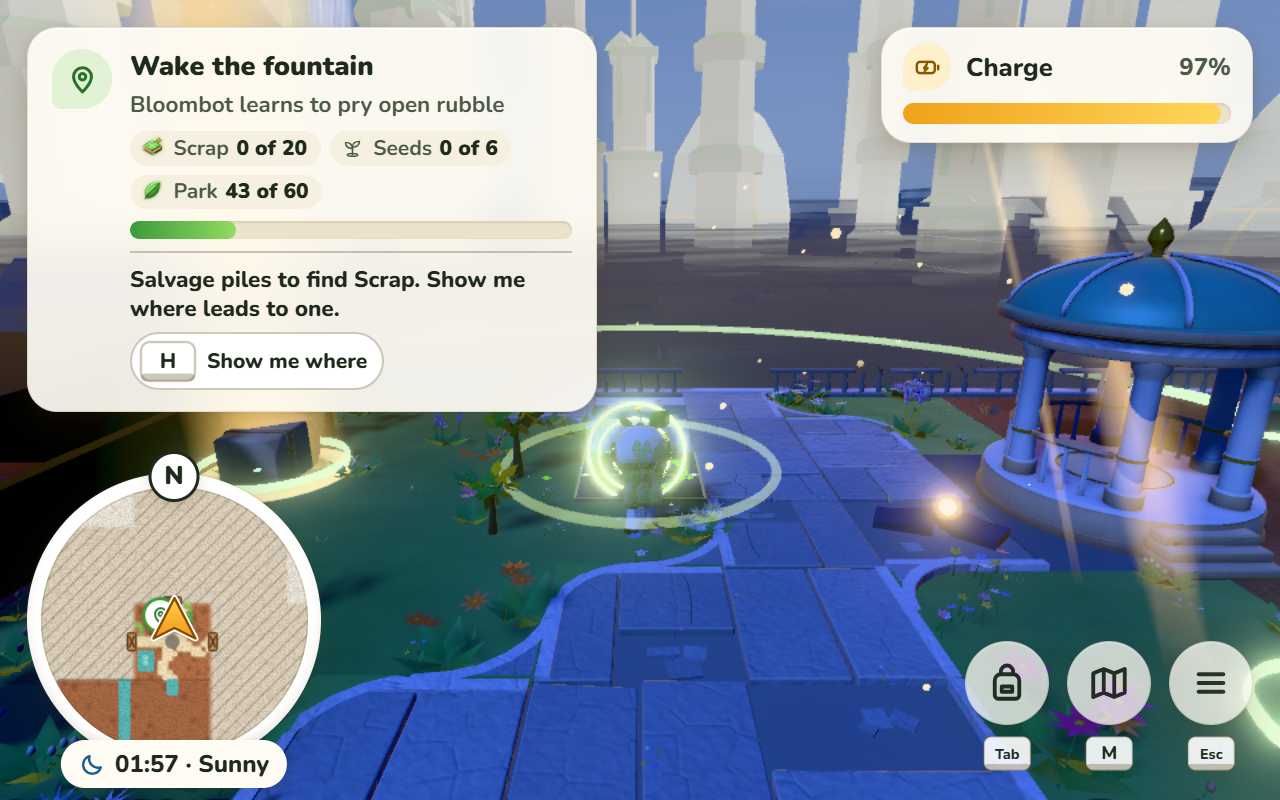 Wake the fountain
Bloombot learns to pry open rubble
Scrap 0 of 20 Seeds 0 of 6
Park 43 of 60
Salvage piles to find Scrap. Show me
where leads to one.
H Show me where
Charge 97%
N
01:57 · Sunny
Tab M Esc